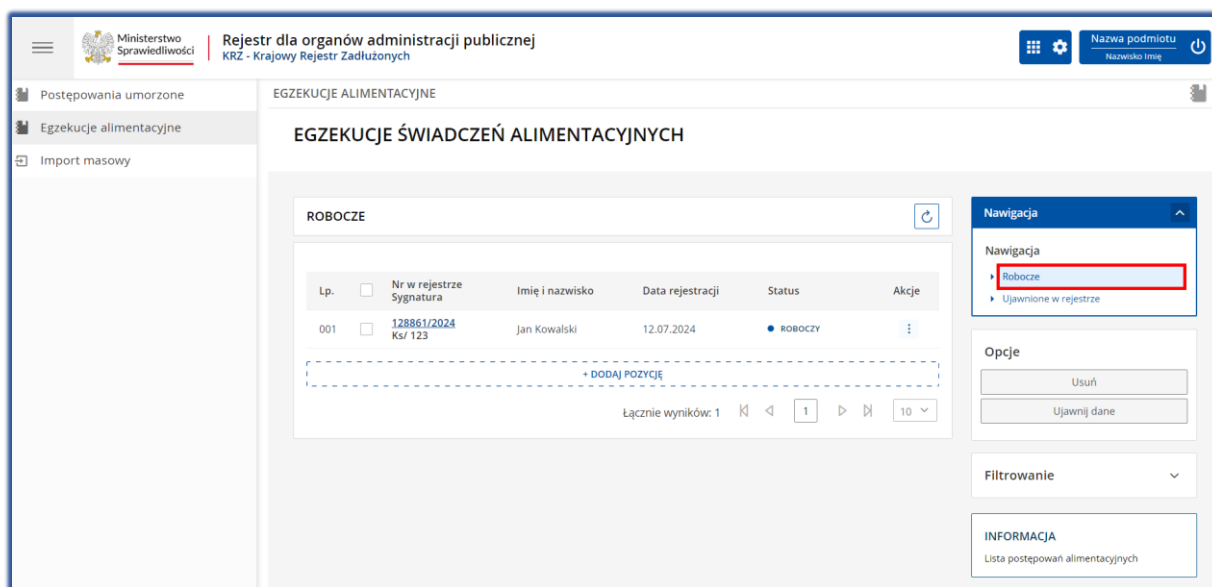 Ministerstwo
Sprawiedliwości
Rejestr dla organów administracji publicznej
KRZ - Krajowy Rejestr Zadłużonych
Nazwa podmiotu
Nazwisko Imię
Postępowania umorzone
Egzekucje alimentacyjne
Import masowy
EGZEKUCJE ALIMENTACYJNE
EGZEKUCJE ŚWIADCZEŃ ALIMENTACYJNYCH
ROBOCZE
Lp.
Nr w rejestrze
Sygnatura
Imię i nazwisko
Data rejestracji
Status
Akcje
001
128861/2024
Ks/ 123
Jan Kowalski
12.07.2024
ROBOCZY
+ DODAJ POZYCJĘ
Łącznie wyników: 1
1
10
Nawigacja
Nawigacja
Robocze
Ujawnione w rejestrze
Opcje
Usuń
Ujawnij dane
Filtrowanie
INFORMACJA
Lista postępowań alimentacyjnych